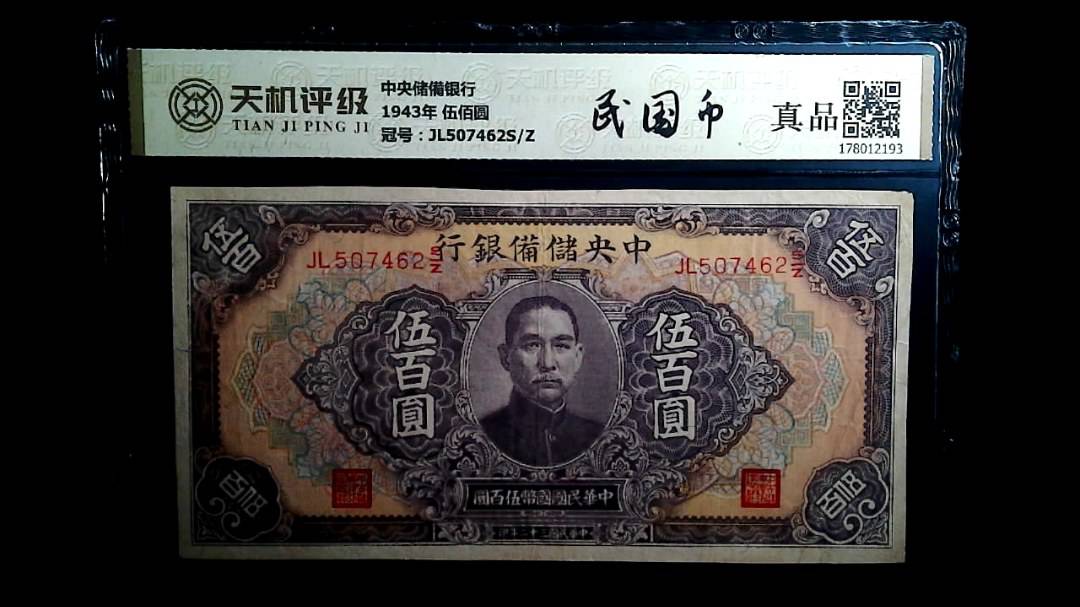 天机评级
TIAN JI PING JI
中央储備银行
1943年 伍佰圆
冠号：JL507462S/Z
民国币
真品
178012193
行銀備儲央中
JL507462S/Z
JL507462S/Z
伍百
伍百
伍百圓
伍百圓
伍百
伍百
圓百伍幣國國民華中